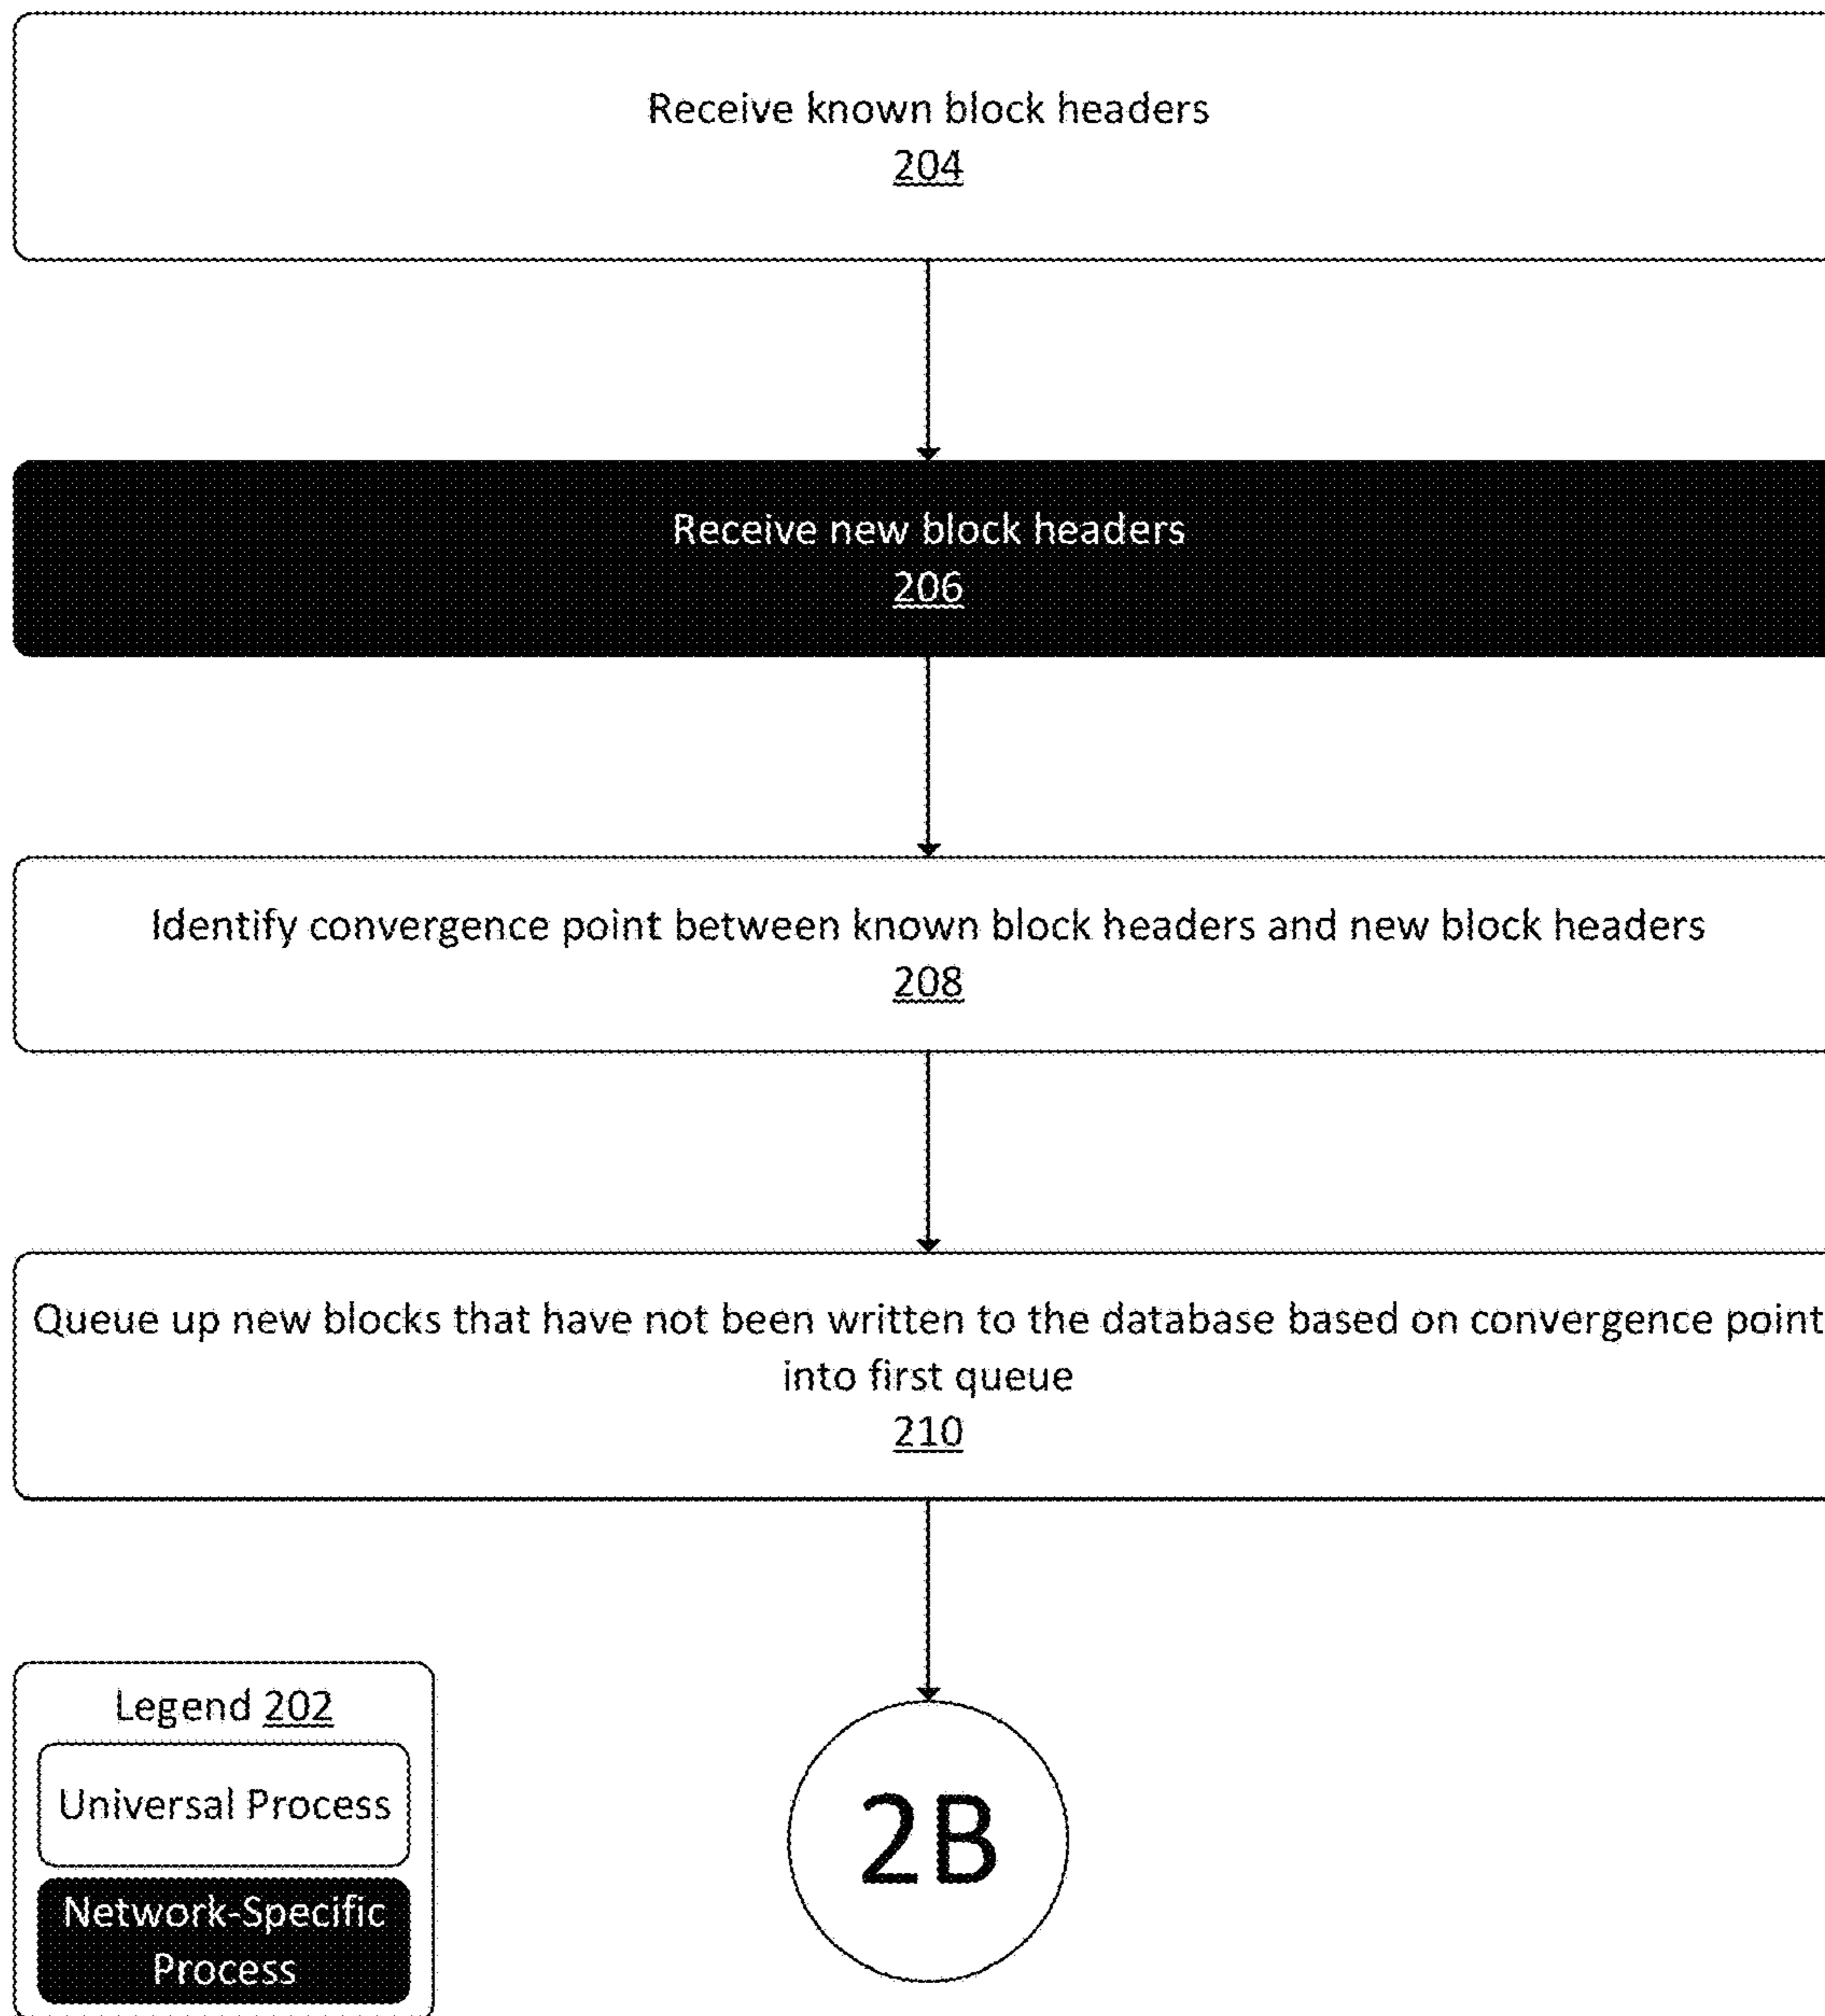 Receive known block headers
204
Receive new block headers
206
Identify convergence point between known block headers and new block headers
208
Queue up new blocks that have not been written to the database based on convergence point
into first queue
210
Legend 202
Universal Process
Network-Specific
Process
2B